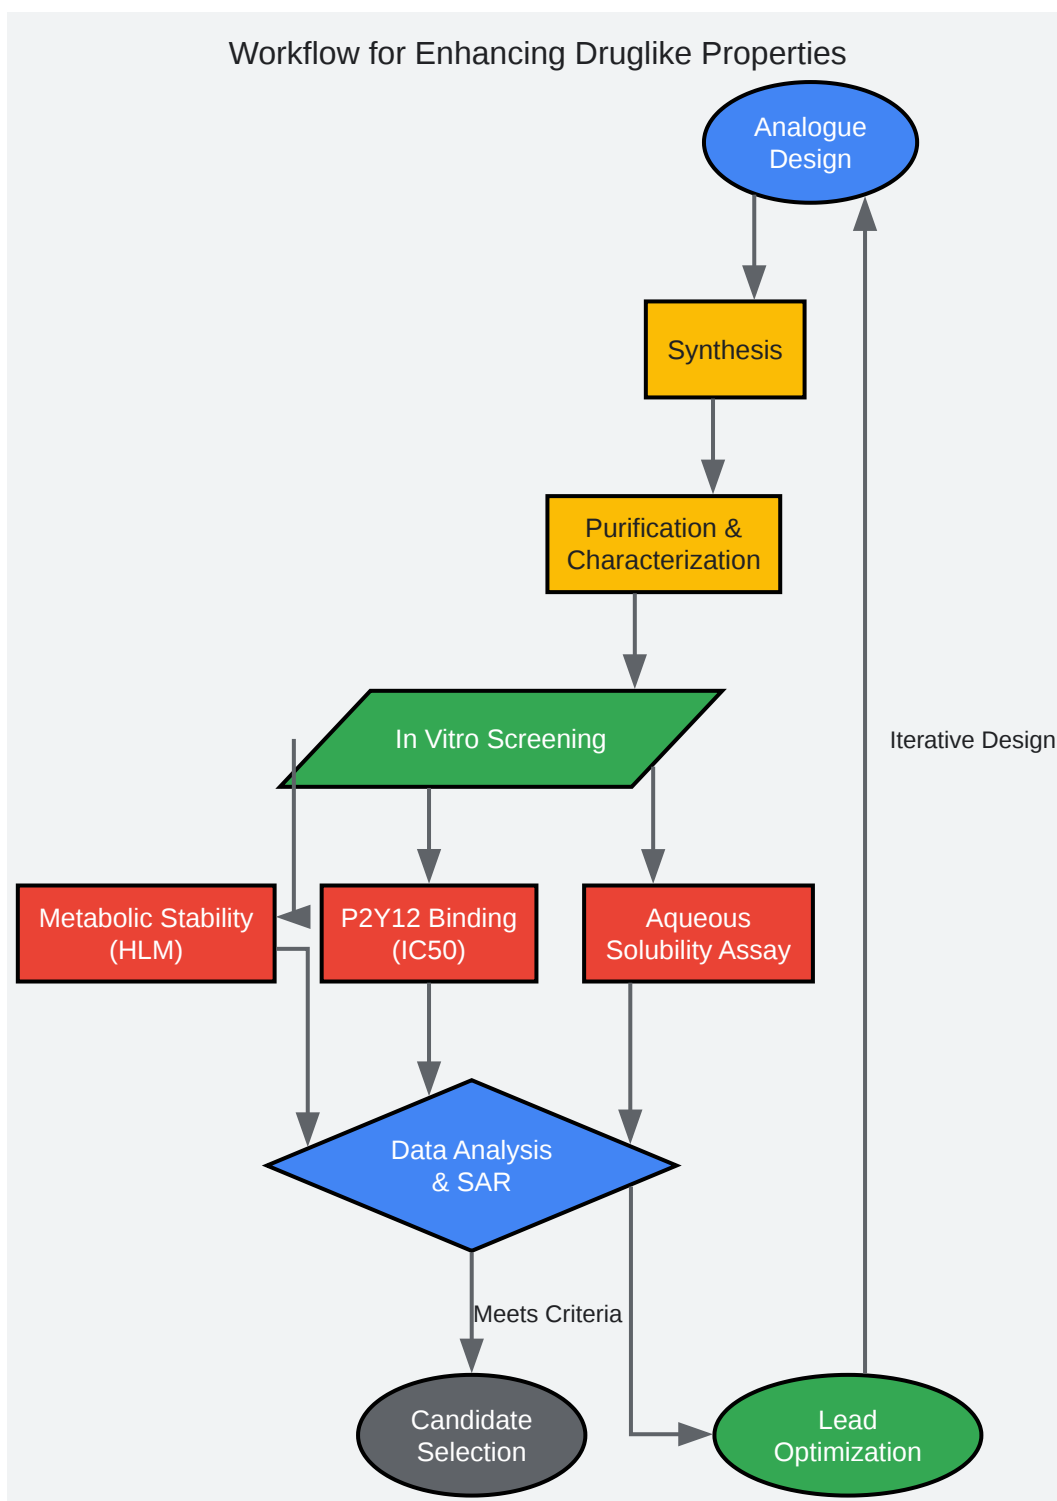 Workflow for Enhancing Druglike Properties
Analogue
Design
Synthesis
Purification &
Characterization
In Vitro Screening
Iterative Design
Metabolic Stability
(HLM)
P2Y12 Binding
(IC50)
Aqueous
Solubility Assay
Data Analysis
& SAR
Meets Criteria
Candidate
Selection
Lead
Optimization